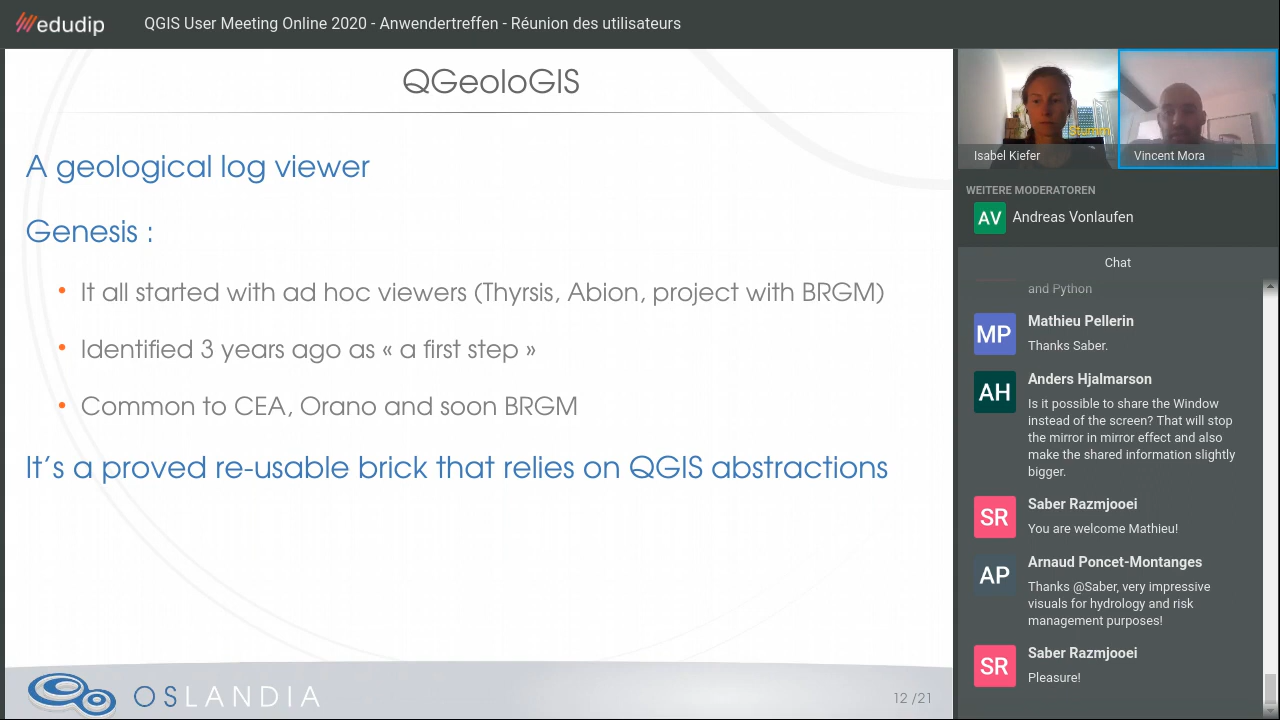 edudip
QGIS User Meeting Online 2020 - Anwendertreffen - Réunion des utilisateurs
QGeoloGIS
A geological log viewer
Genesis :
• It all started with ad hoc viewers (Thyrsis, Abion, project with BRGM)
• Identified 3 years ago as « a first step »
• Common to CEA, Orano and soon BRGM
It's a proved re-usable brick that relies on QGIS abstractions
OSLANDIA
12 /21
Stumm
Isabel Kiefer
Vincent Mora
WEITERE MODERATOREN
AV
Andreas Vonlaufen
Chat
and Python
MP
Mathieu Pellerin
Thanks Saber.
AH
Anders Hjalmarson
Is it possible to share the Window
instead of the screen? That will stop
the mirror in mirror effect and also
make the shared information slightly
bigger.
SR
Saber Razmjooei
You are welcome Mathieu!
AP
Arnaud Poncet-Montanges
Thanks @Saber, very impressive
visuals for hydrology and risk
management purposes!
SR
Saber Razmjooei
Pleasure!